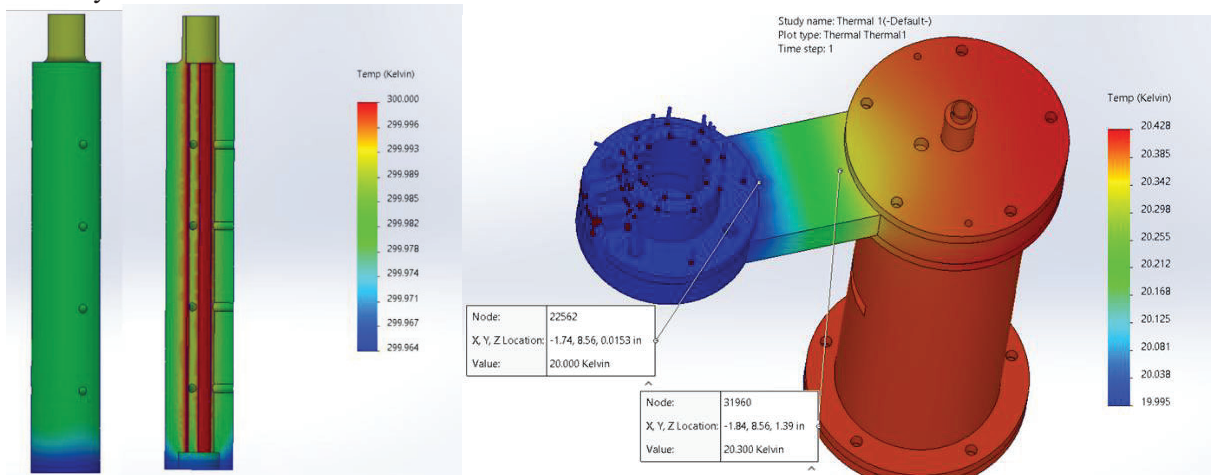 Temp (Kelvin)
300.000
299.996
299.993
299.989
299.985
299.982
299.978
299.974
299.971
299.967
299.964
Study name: Thermal 1(-Default-)
Plot type: Thermal Thermal1
Time step: 1
Node: 22562
X, Y, Z Location: -1.74, 8.56, 0.0153 in
Value: 20.000 Kelvin
Node: 31960
X, Y, Z Location: -1.84, 8.56, 1.39 in
Value: 20.300 Kelvin
Temp (Kelvin)
20.428
20.385
20.342
20.298
20.255
20.212
20.168
20.125
20.081
20.038
19.995